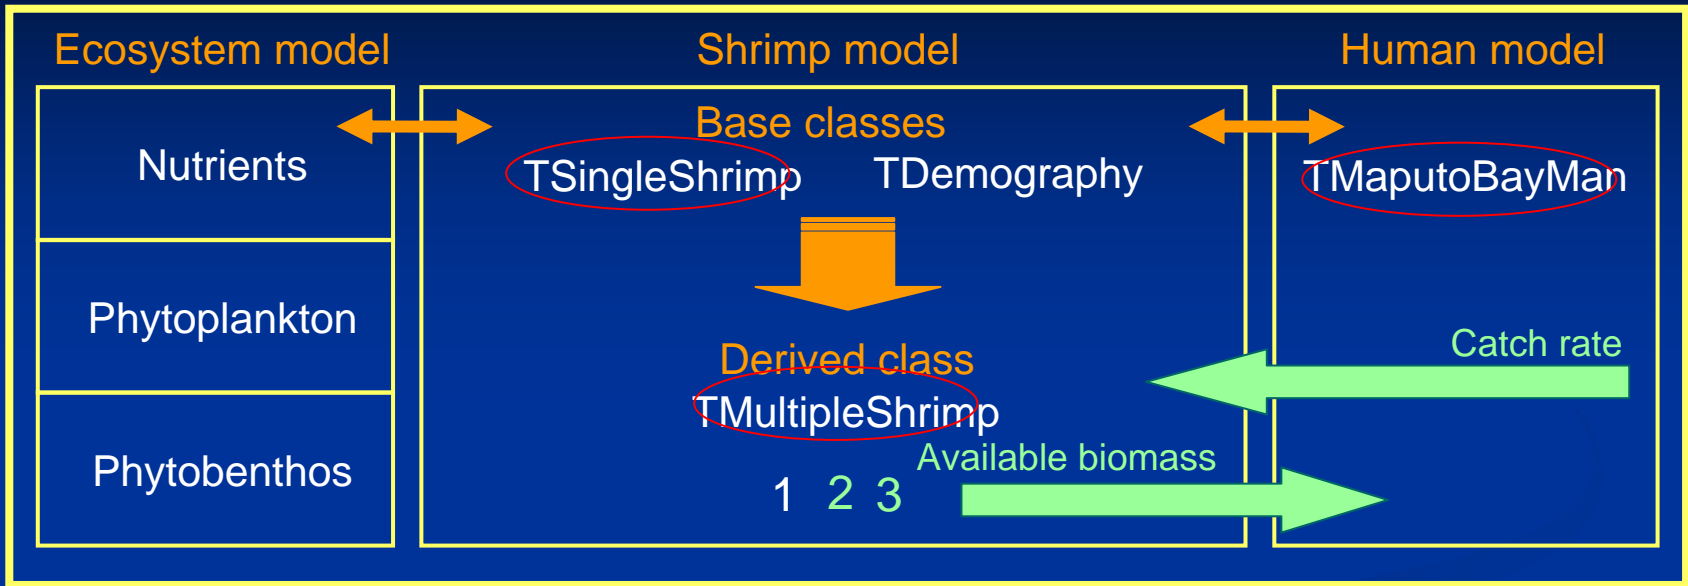 Ecosystem model
Shrimp model
Human model
Nutrients
Phytoplankton
Phytobenthos
Base classes
TSingleShrimp TDemography
Derived class
TMultipleShrimp
1 2 3
Available biomass
TMaputoBayMan
Catch rate